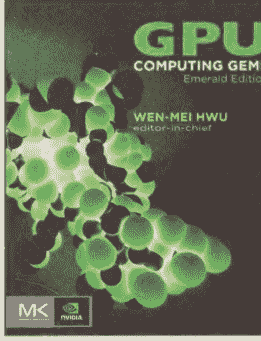 GPU
COMPUTING GEM
Emerald Editio
WEN-MEI HWU
editor-in-chief
MK
NVIDIA